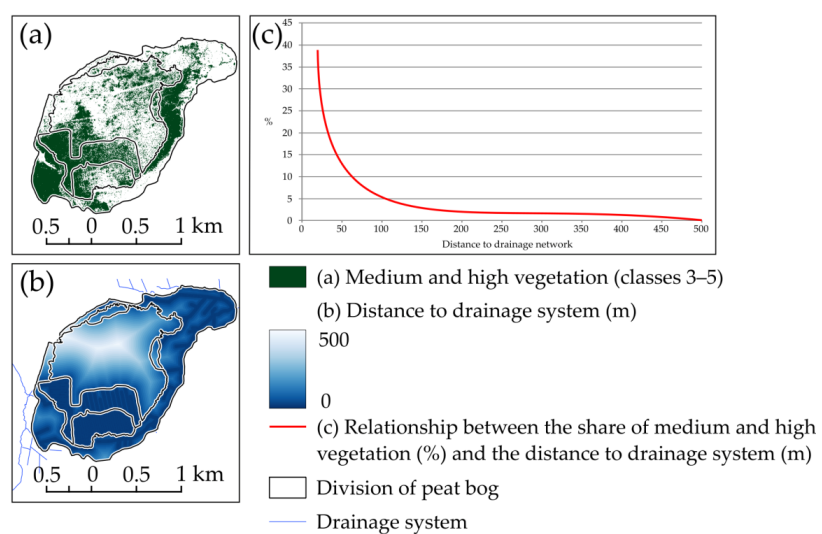 (a)
0.5 0 0.5 1 km
(c)
45
40
35
30
25
20
15
10
5
0
%
0 50 100 150 200 250 300 350 400 450 500
Distance to drainage network
(b)
0.5 0 0.5 1 km
(a) Medium and high vegetation (classes 3–5)
(b) Distance to drainage system (m)
500
0
(c) Relationship between the share of medium and high
vegetation (%) and the distance to drainage system (m)
Division of peat bog
Drainage system